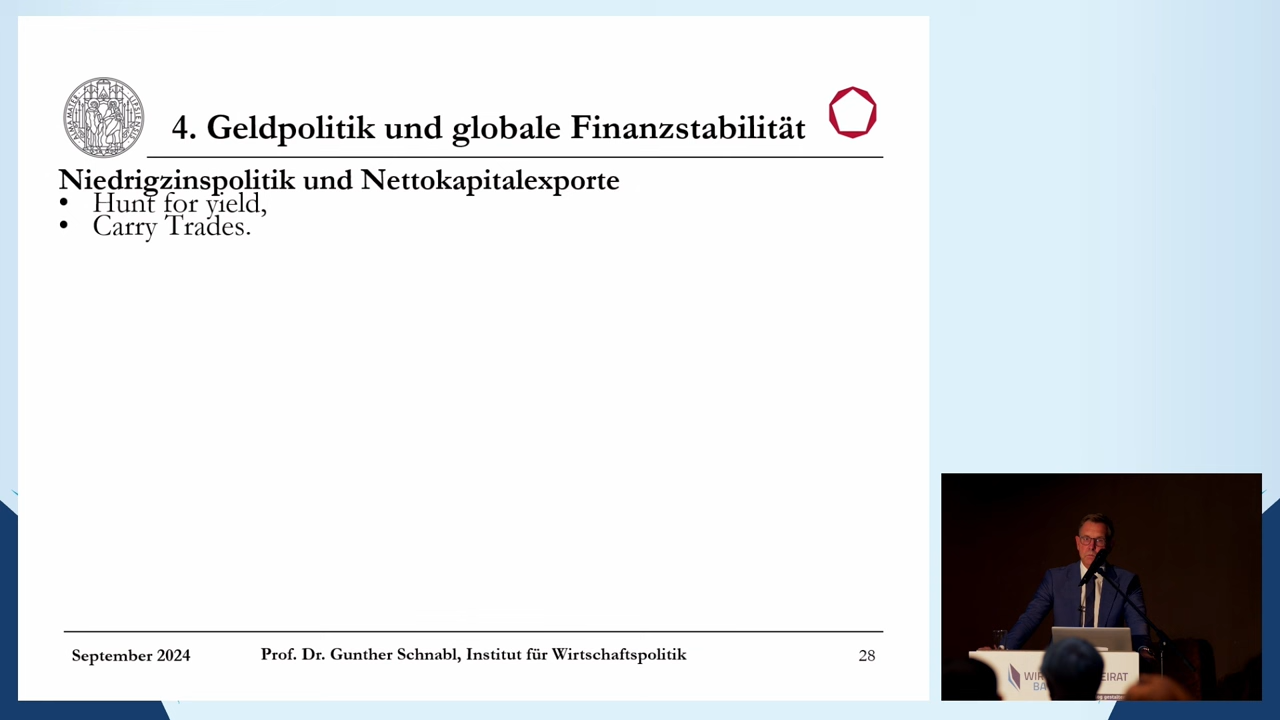 4. Geldpolitik und globale Finanzstabilität
Niedrigzinspolitik und Nettokapitalexporte
• Hunt for yield,
• Carry Trades.
September 2024
Prof. Dr. Gunther Schnabl, Institut für Wirtschaftspolitik
28